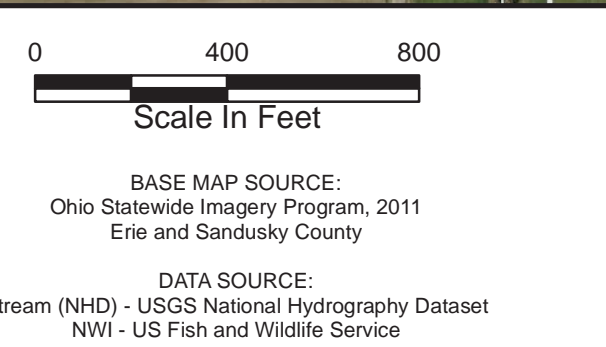 0 400 800
Scale In Feet
BASE MAP SOURCE:
Ohio Statewide Imagery Program, 2011
Erie and Sandusky County
DATA SOURCE:
tream (NHD) - USGS National Hydrography Dataset
NWI - US Fish and Wildlife Service